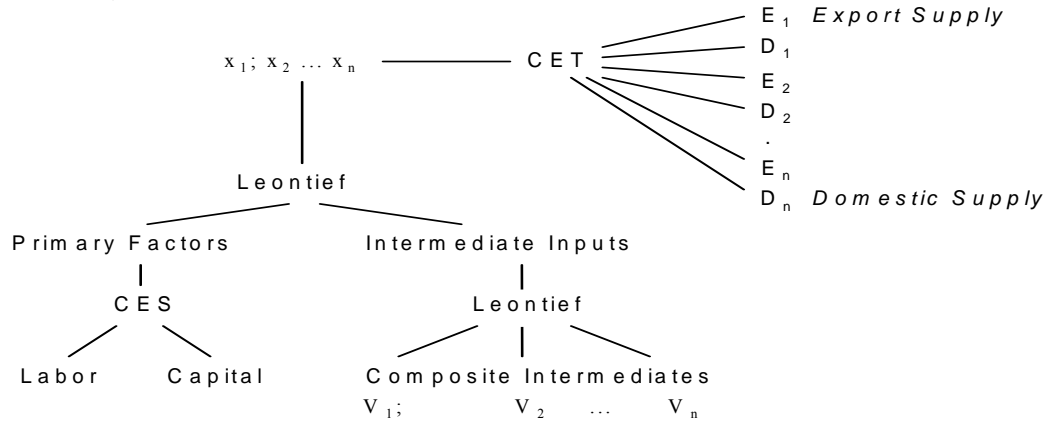 E₁ Export Supply
D₁
x₁; x₂ ... xₙ CET
E₂
D₂
.
Eₙ
Leontief
Dₙ Domestic Supply
Primary Factors Intermediate Inputs
CES Leontief
Labor Capital Composite Intermediates
V₁; V₂ ... Vₙ